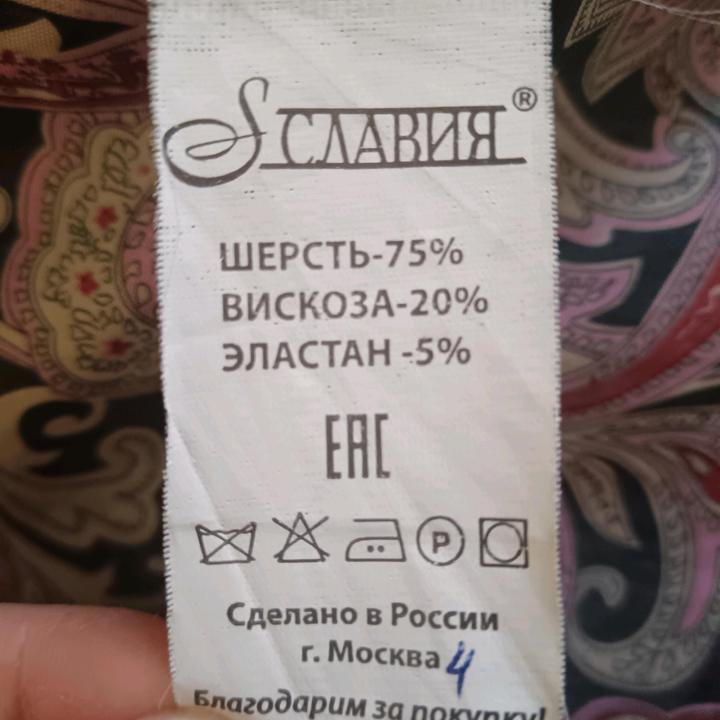 SСЛАВИЯ®
ШЕРСТЬ-75%
ВИСКОЗА-20%
ЭЛАСТАН -5%
EAC
P
Сделано в России
г. Москва 4
Благодарим за покупку!